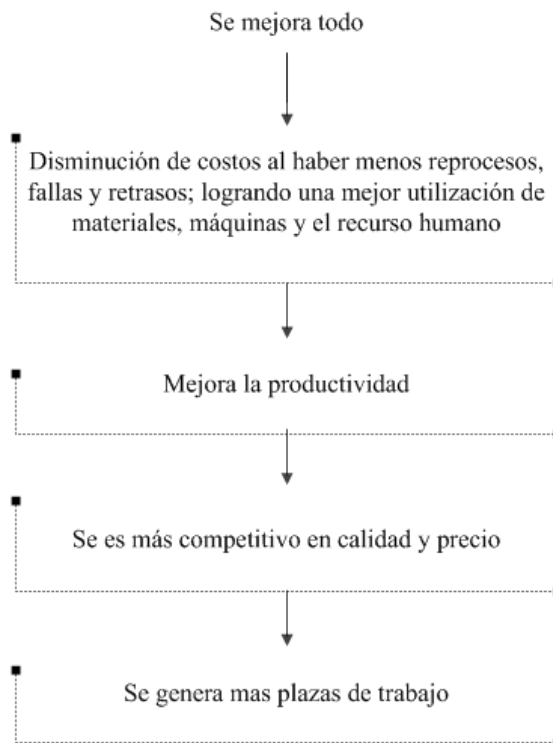 Se mejora todo
Disminución de costos al haber menos reprocesos,
fallas y retrasos; logrando una mejor utilización de
materiales, máquinas y el recurso humano
Mejora la productividad
Se es más competitivo en calidad y precio
Se genera mas plazas de trabajo